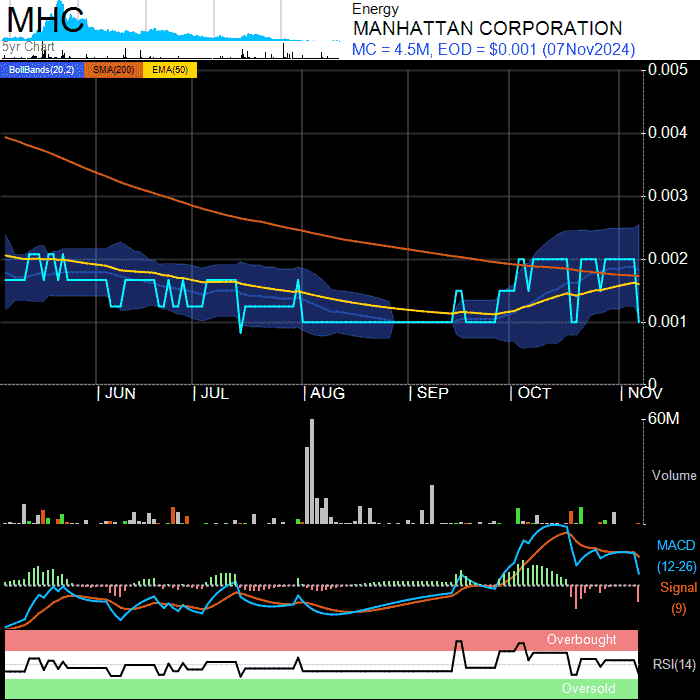 MHC
5yr Chart
Energy
MANHATTAN CORPORATION
MC = 4.5M, EOD = $0.001 (07Nov2024)
BollBands(20,2) SMA(200) EMA(50)
0.005
0.004
0.003
0.002
0.001
0
JUN JUL AUG SEP OCT NOV
60M
Volume
MACD
(12-26)
Signal
(9)
Overbought
RSI(14)
Oversold